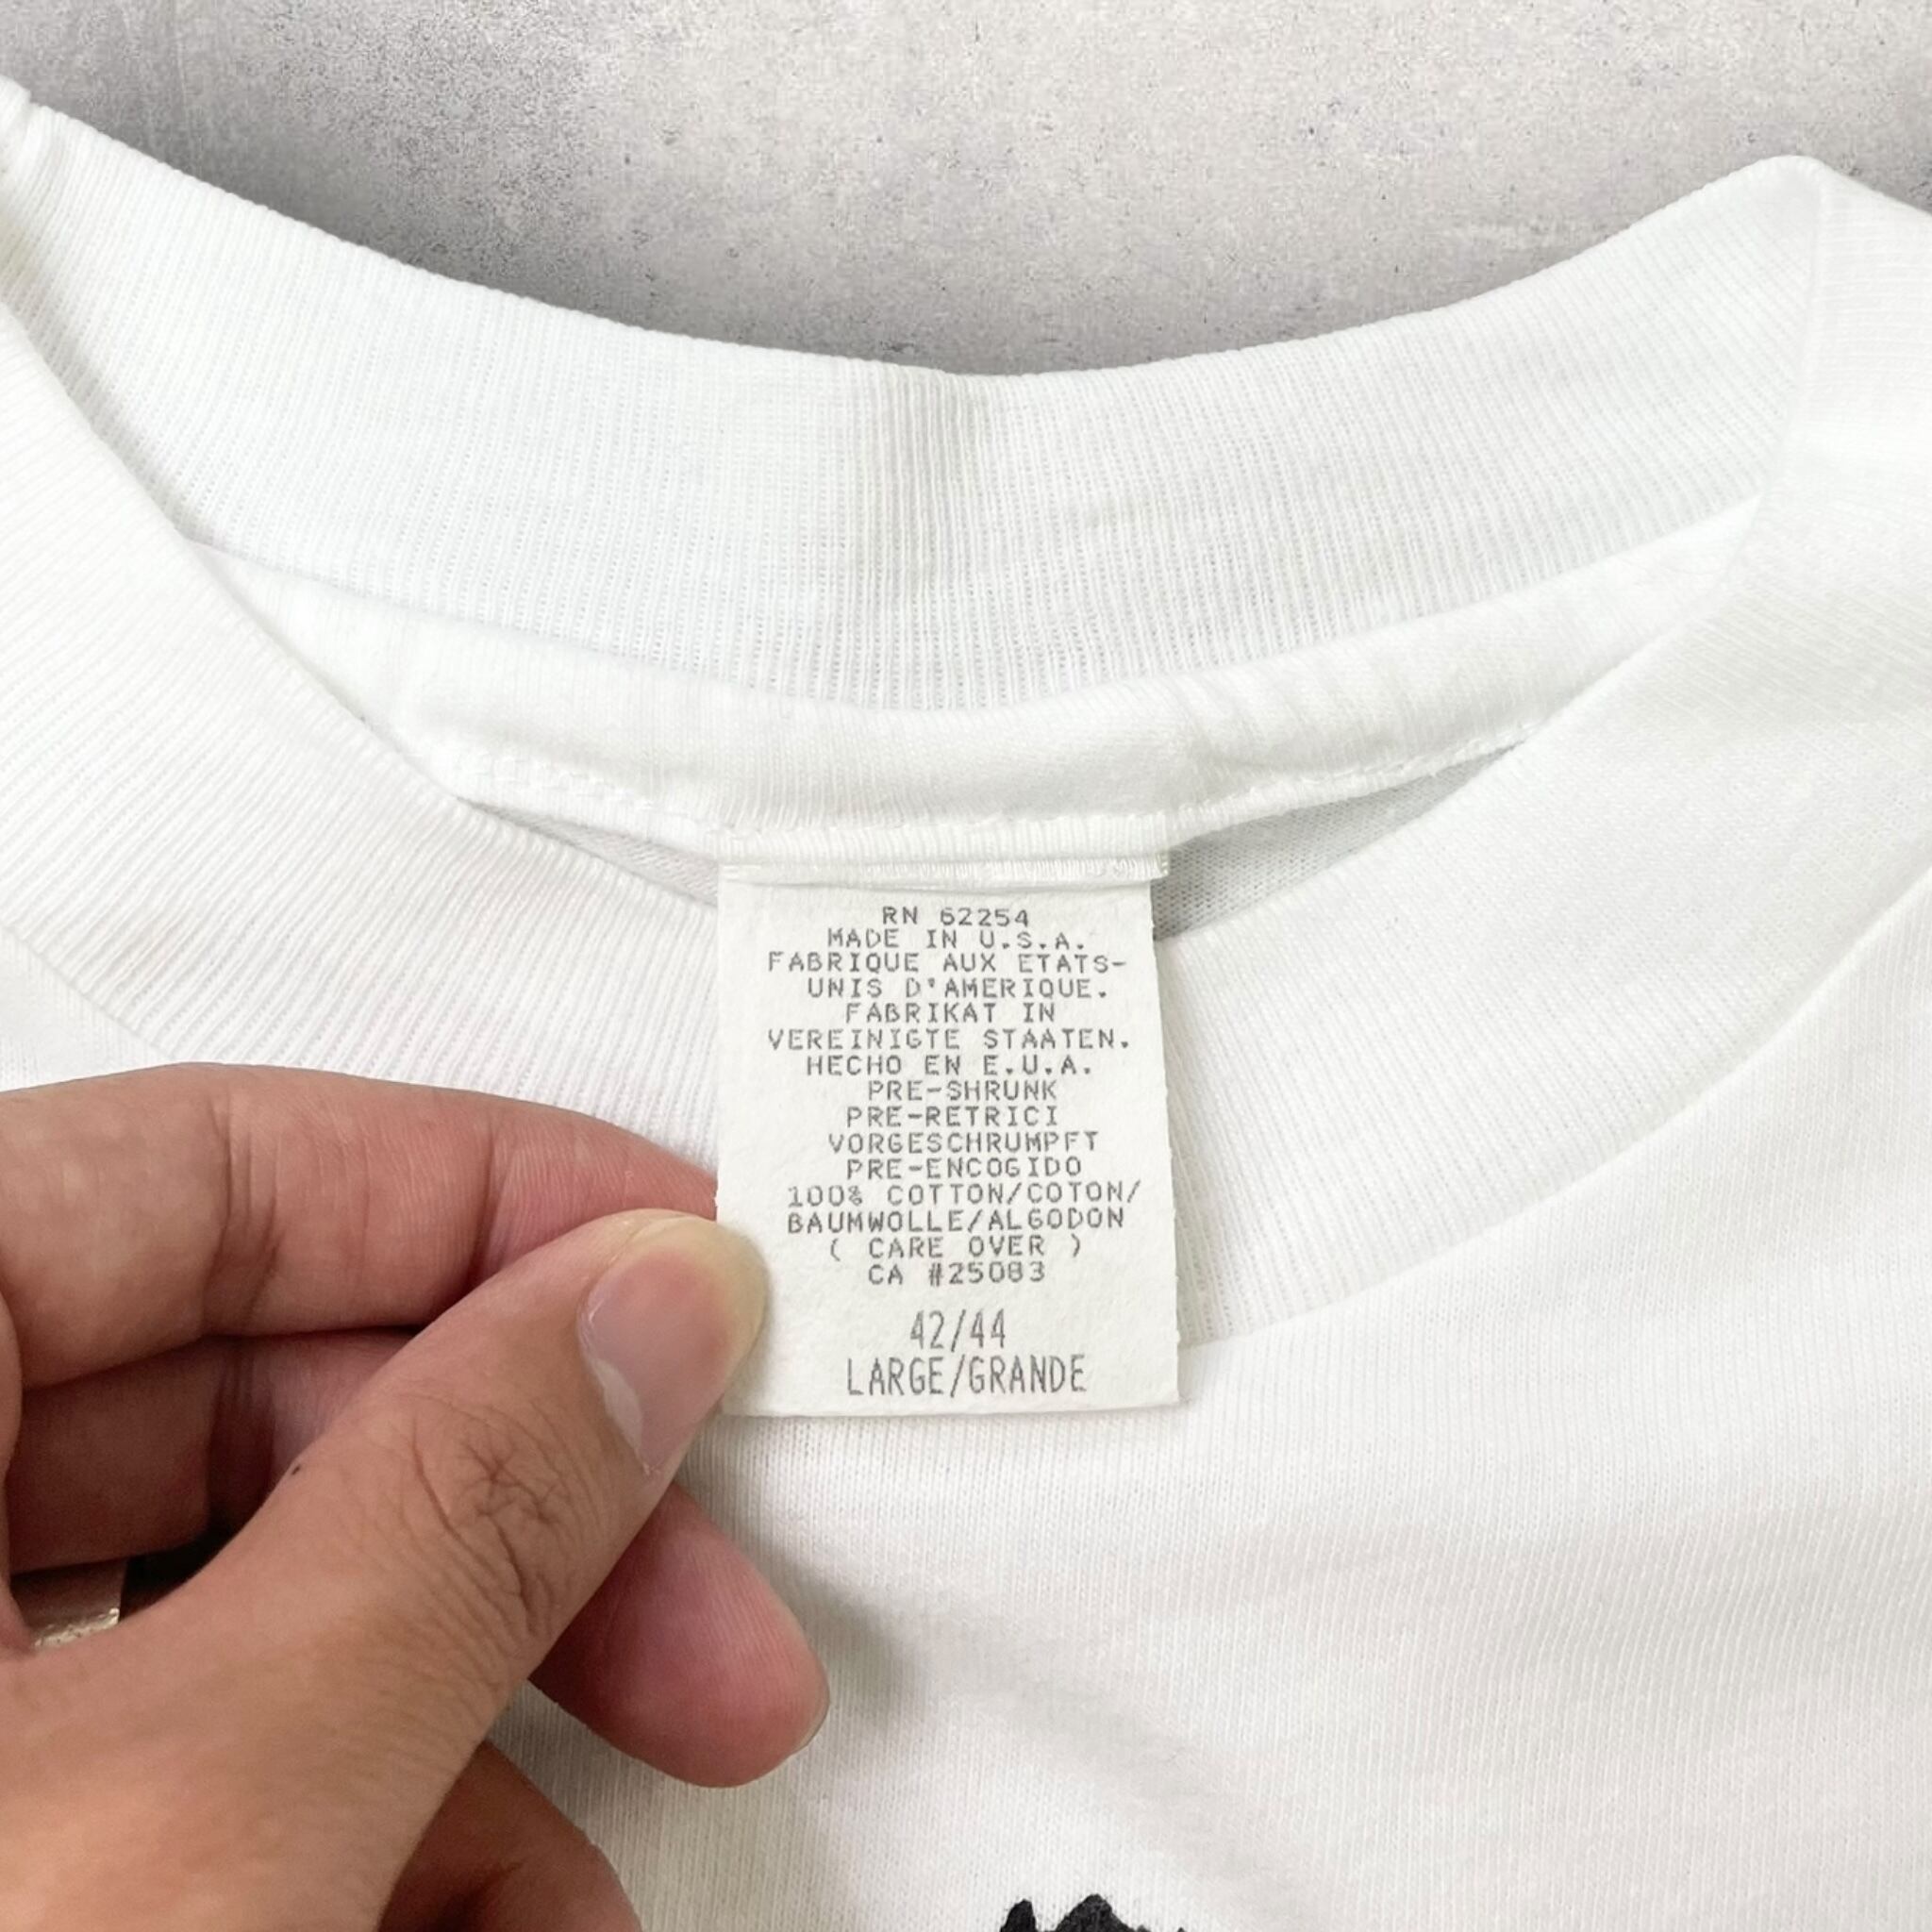 RN 62254
MADE IN U.S.A.
FABRIQUE AUX ETATS-
UNIS D'AMERIQUE.
FABRIKAT IN
VEREINIGTE STAATEN.
HECHO EN E.U.A.
PRE-SHRUNK
PRE-RETRICI
VORGESCHRUMPFT
PRE-ENCOGIDO
100% COTTON/COTON/
BAUMWOLLE/ALGODON
( CARE OVER )
CA #25083
42/44
LARGE/GRANDE